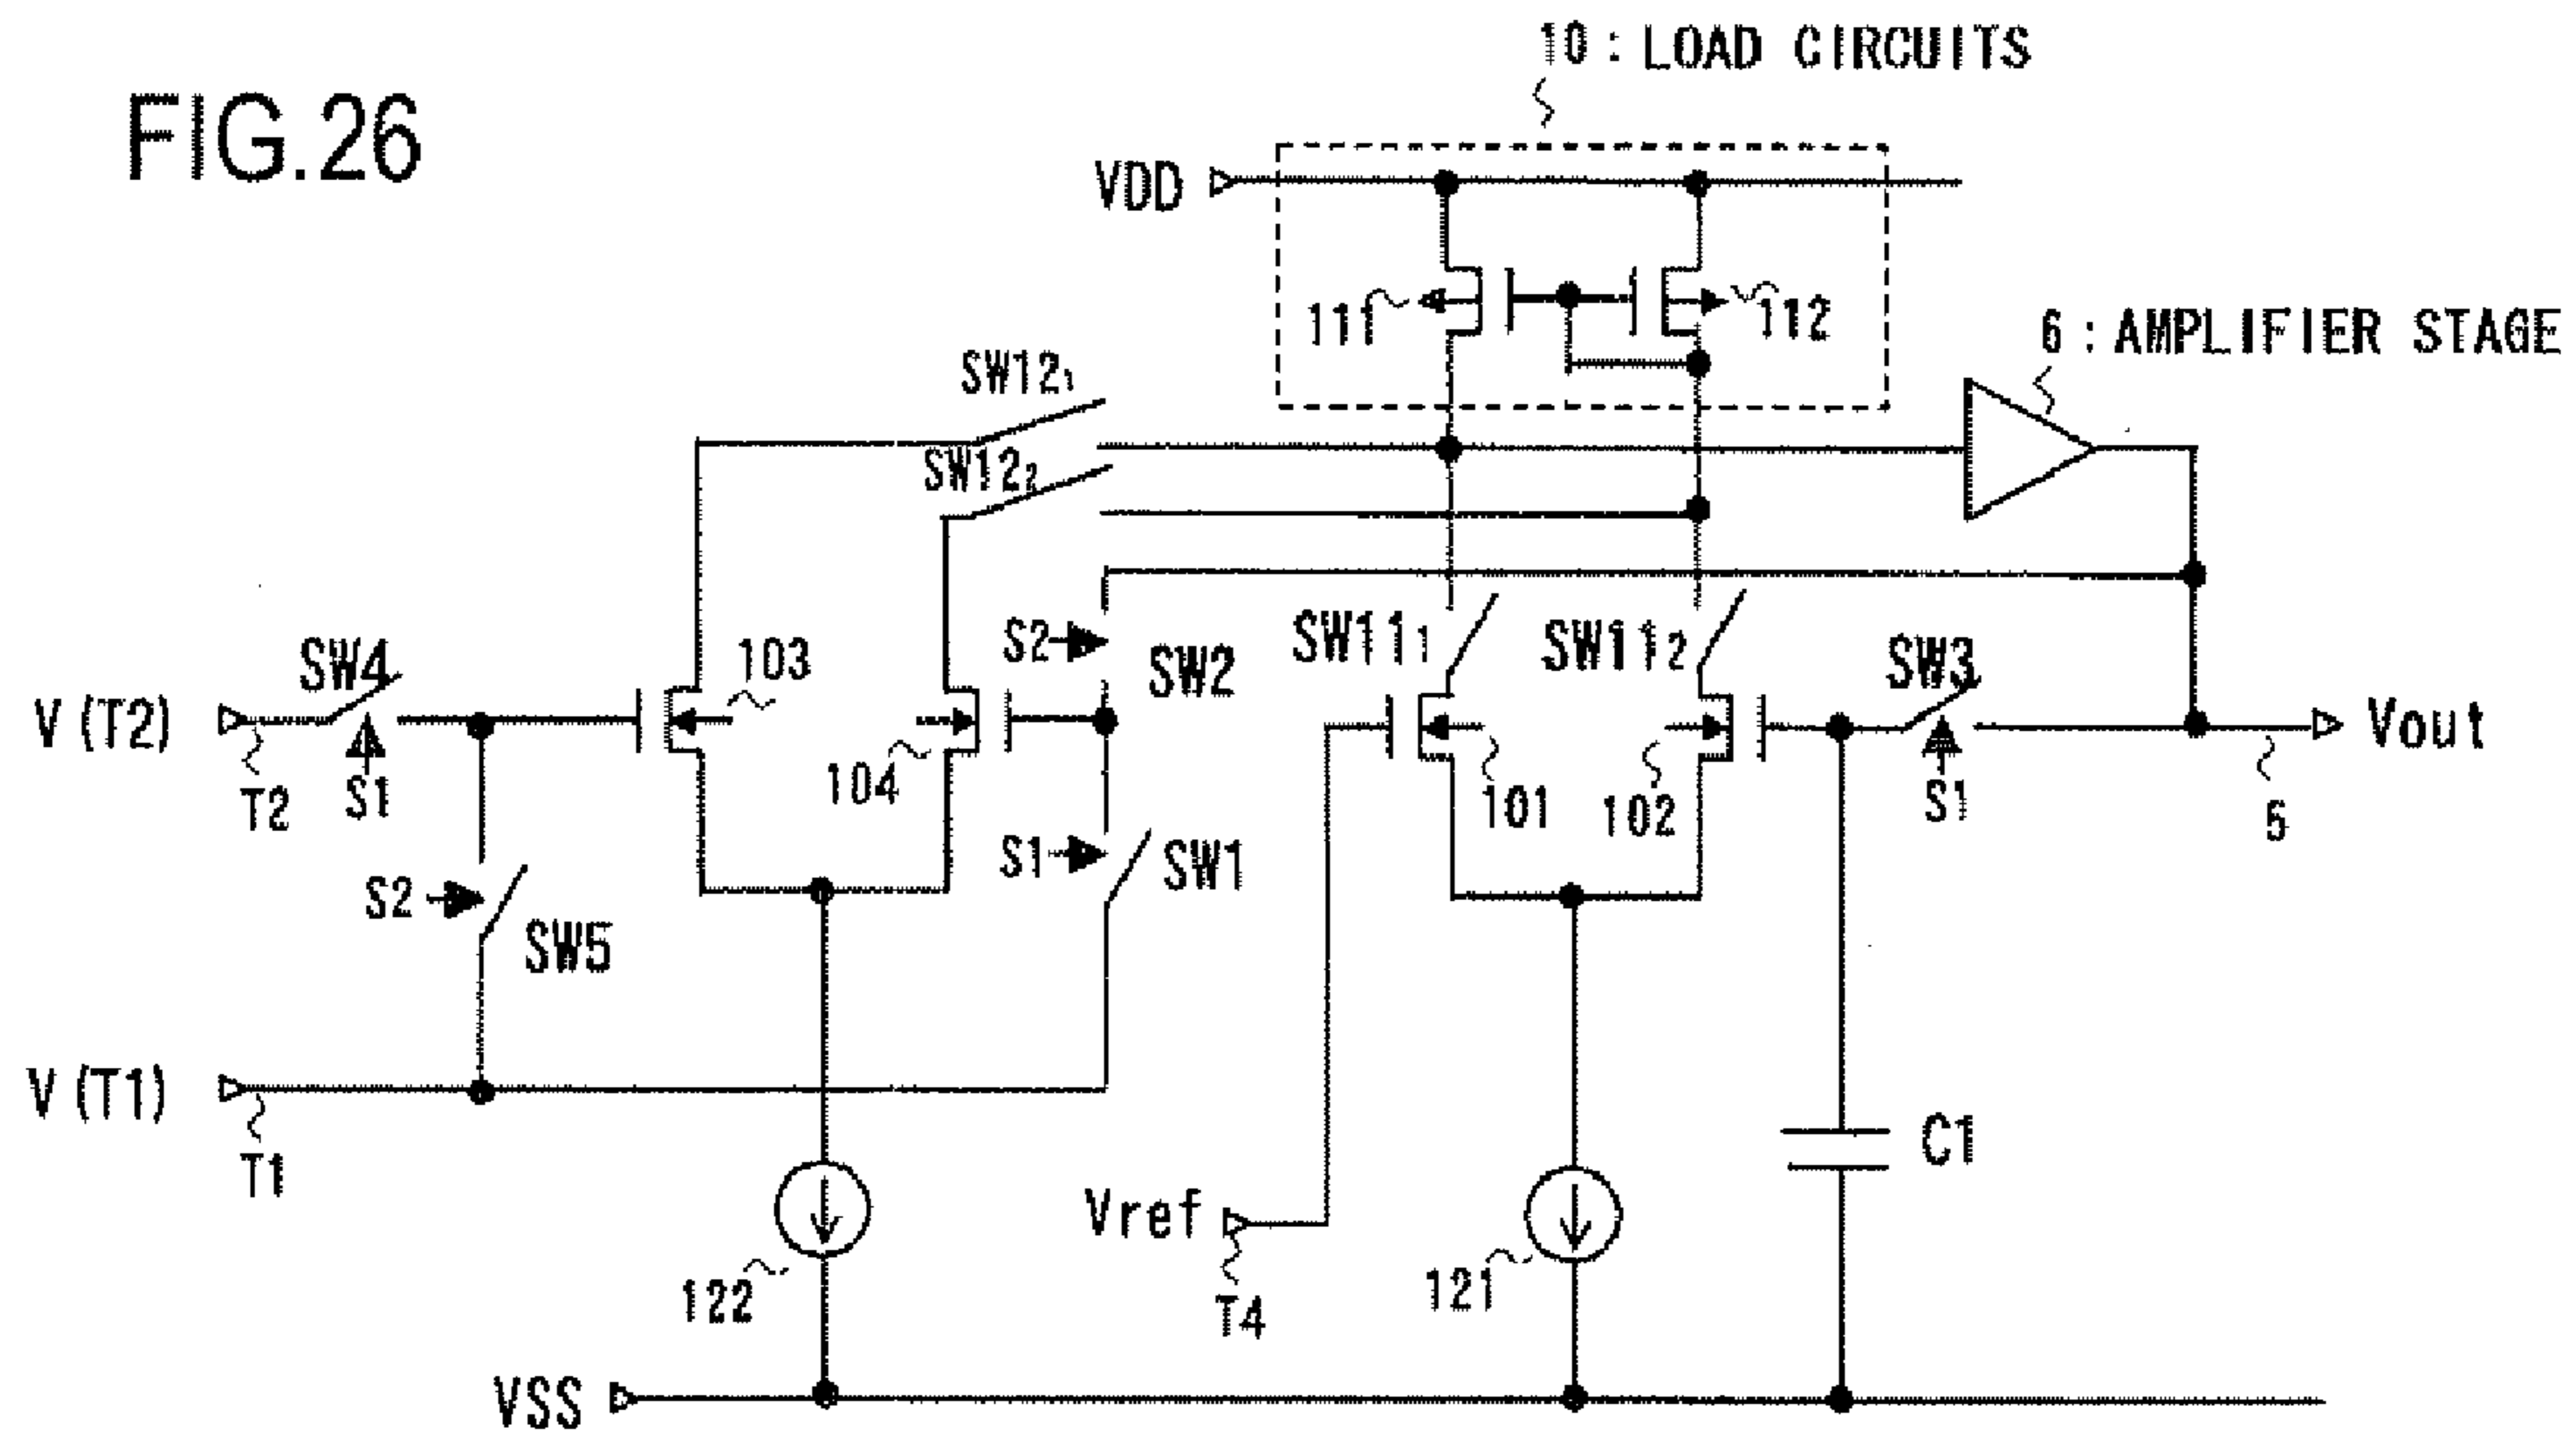 FIG.26
10 : LOAD CIRCUITS
VDD
111
112
6 : AMPLIFIER STAGE
SW12₁
SW12₂
SW4
103
S2
SW2
SW11₁
SW11₂
SW3
V (T2)
Vout
T2
S1
104
101
102
S1
5
S1
SW1
S2
SW5
V (T1)
T1
C1
Vref
T4
122
121
VSS